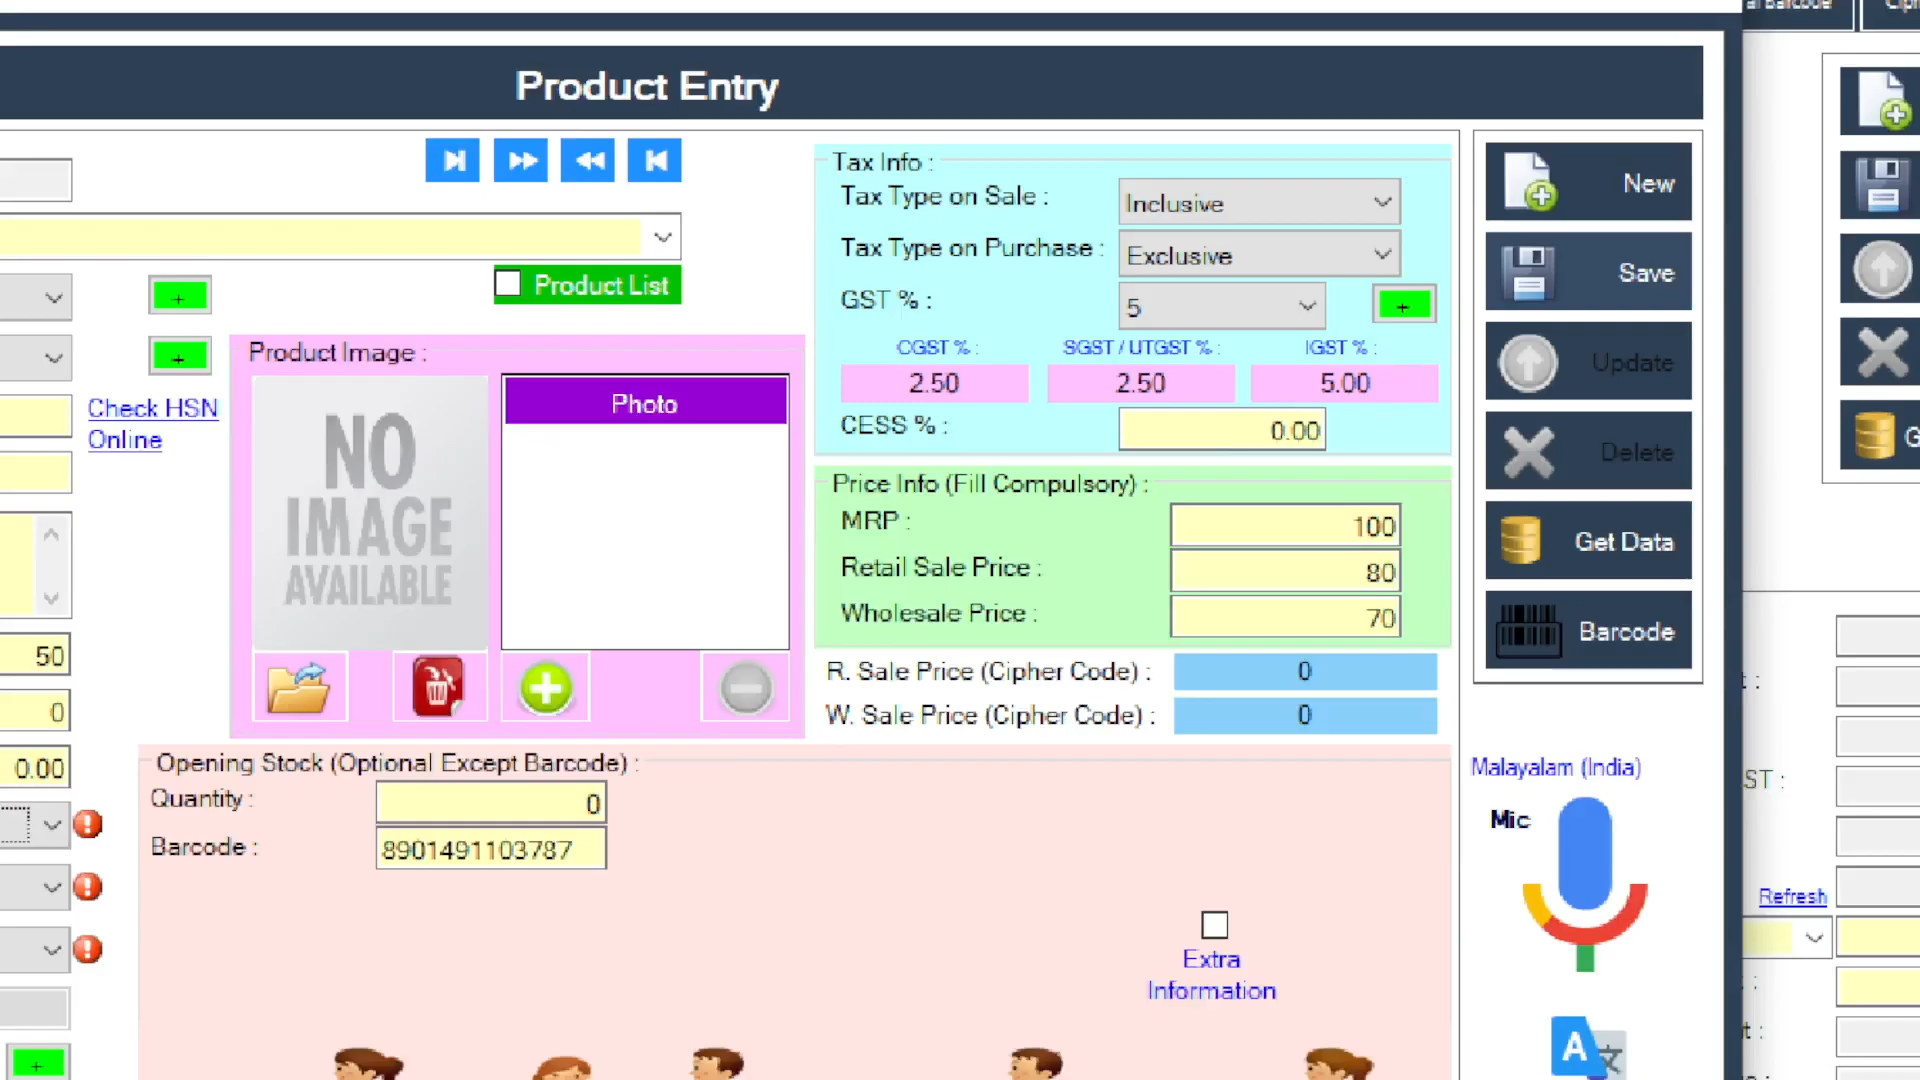 al Barcode
Product Entry
Tax Info :
Tax Type on Sale :
Inclusive
New
Tax Type on Purchase :
Exclusive
Product List
Save
GST % :
5
+
+
+
CGST % :
SGST / UTGST % :
IGST % :
Product Image :
Update
2.50
2.50
5.00
Check HSN
Online
NO
IMAGE
AVAILABLE
Photo
CESS % :
0.00
Delete
Price Info (Fill Compulsory) :
MRP :
100
Get Data
Retail Sale Price :
80
Wholesale Price :
70
Barcode
50
R. Sale Price (Cipher Code) :
0
0
W. Sale Price (Cipher Code) :
0
0.00
Opening Stock (Optional Except Barcode) :
Malayalam (India)
ST :
Quantity :
0
Mic
Barcode :
8901491103787
Refresh
Extra
Information
A
+